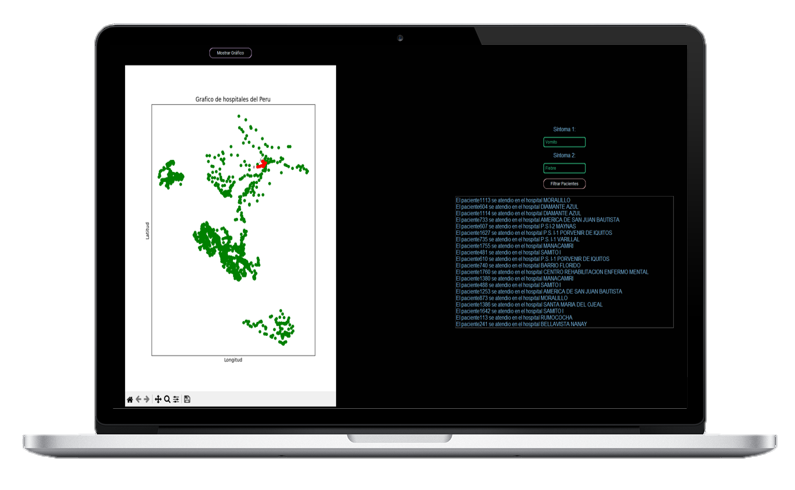 Mostrar Gráfico
Grafico de hospitales del Peru
Latitud
Longitud
Sintoma 1:
Sintoma 2:
Filtrar Pacientes
El paciente1113 se atendio en el hospital MORALILLO
El paciente604 se atendio en el hospital DIAMANTE AZUL
El paciente1114 se atendio en el hospital DIAMANTE AZUL
El paciente733 se atendio en el hospital AMERICA DE SAN JUAN BAUTISTA
El paciente607 se atendio en el hospital P.S.I-2 MAYNAS
El paciente1627 se atendio en el hospital P.S. I-1 PORVENIR DE IQUITOS
El paciente735 se atendio en el hospital P.S. I-1 VARILLAL
El paciente1755 se atendio en el hospital MANACAMIRI
El paciente481 se atendio en el hospital SAMITO I
El paciente610 se atendio en el hospital P.S. I-1 PORVENIR DE IQUITOS
El paciente740 se atendio en el hospital BARRIO FLORIDO
El paciente1760 se atendio en el hospital CENTRO REHABILITACION ENFERMO MENTAL
El paciente1380 se atendio en el hospital MANACAMIRI
El paciente488 se atendio en el hospital SAMITO I
El paciente1253 se atendio en el hospital AMERICA DE SAN JUAN BAUTISTA
El paciente873 se atendio en el hospital MORALILLO
El paciente1386 se atendio en el hospital SANTA MARIA DEL OJEAL
El paciente1642 se atendio en el hospital SAMITO I
El paciente113 se atendio en el hospital RUMOCOCHA
El paciente241 se atendio en el hospital BELLAVISTA NANAY